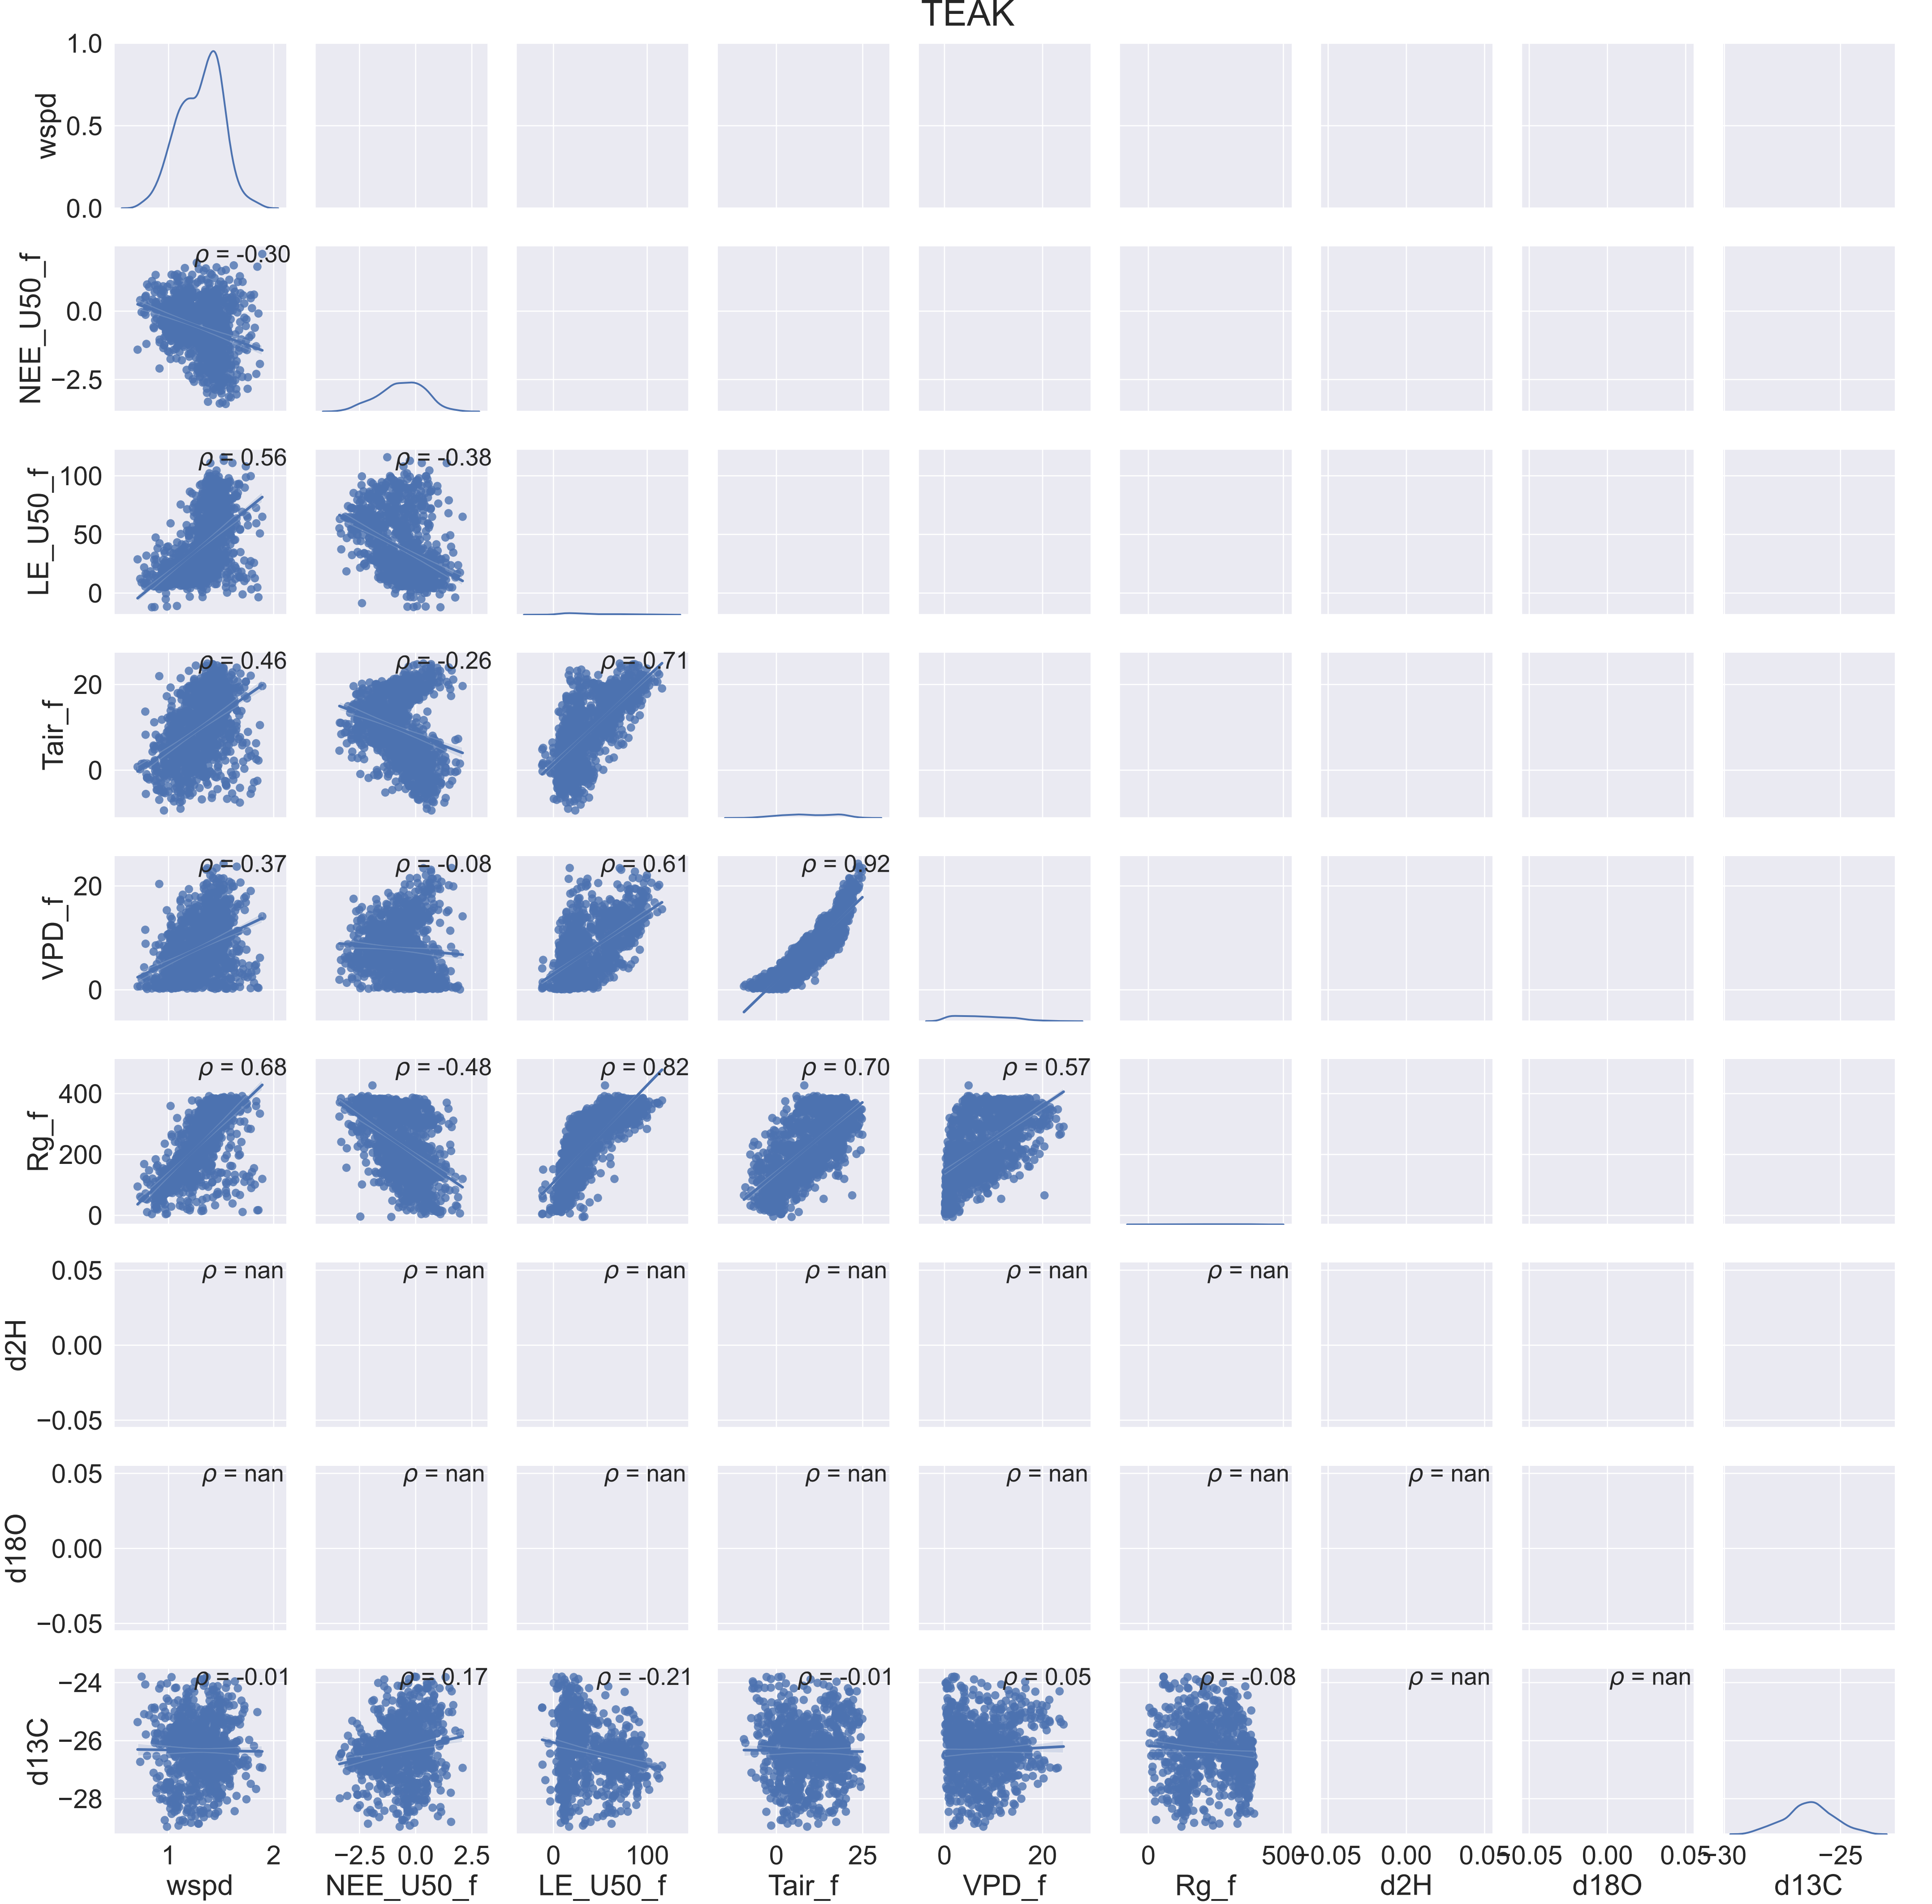 TEAK
1.0
0.5
0.0
wspd
ρ = -0.30
0.0
−2.5
NEE_U50_f
ρ = 0.56 ρ = -0.38
100
50
0
LE_U50_f
ρ = 0.46 ρ = -0.26 ρ = 0.71
20
0
Tair_f
ρ = 0.37 ρ = -0.08 ρ = 0.61 ρ = 0.92
20
0
VPD_f
ρ = 0.68 ρ = -0.48 ρ = 0.82 ρ = 0.70 ρ = 0.57
400
200
0
Rg_f
ρ = nan ρ = nan ρ = nan ρ = nan ρ = nan ρ = nan
0.05
0.00
−0.05
d2H
ρ = nan ρ = nan ρ = nan ρ = nan ρ = nan ρ = nan ρ = nan
0.05
0.00
−0.05
d18O
ρ = -0.01 ρ = 0.17 ρ = -0.21 ρ = -0.01 ρ = 0.05 ρ = -0.08 ρ = nan ρ = nan
−24
−26
−28
d13C
1 2 −2.5 0.0 2.5 0 100 0 25 0 20 0 500 −0.05 0.00 0.05 −0.05 0.00 0.05 −30 −25
wspd NEE_U50_f LE_U50_f Tair_f VPD_f Rg_f d2H d18O d13C